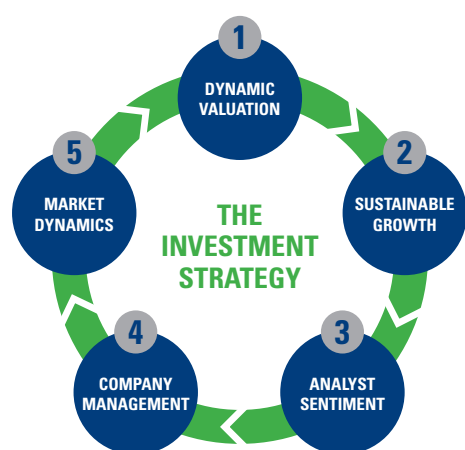 1
DYNAMIC
VALUATION
2
SUSTAINABLE
GROWTH
3
ANALYST
SENTIMENT
4
COMPANY
MANAGEMENT
5
MARKET
DYNAMICS
THE
INVESTMENT
STRATEGY